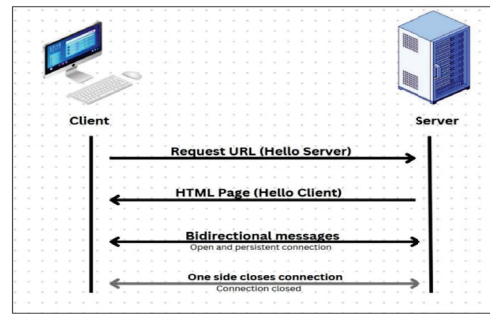 Client
Server
Request URL (Hello Server)
HTML Page (Hello Client)
Bidirectional messages
Open and persistent connection
One side closes connection
Connection closed